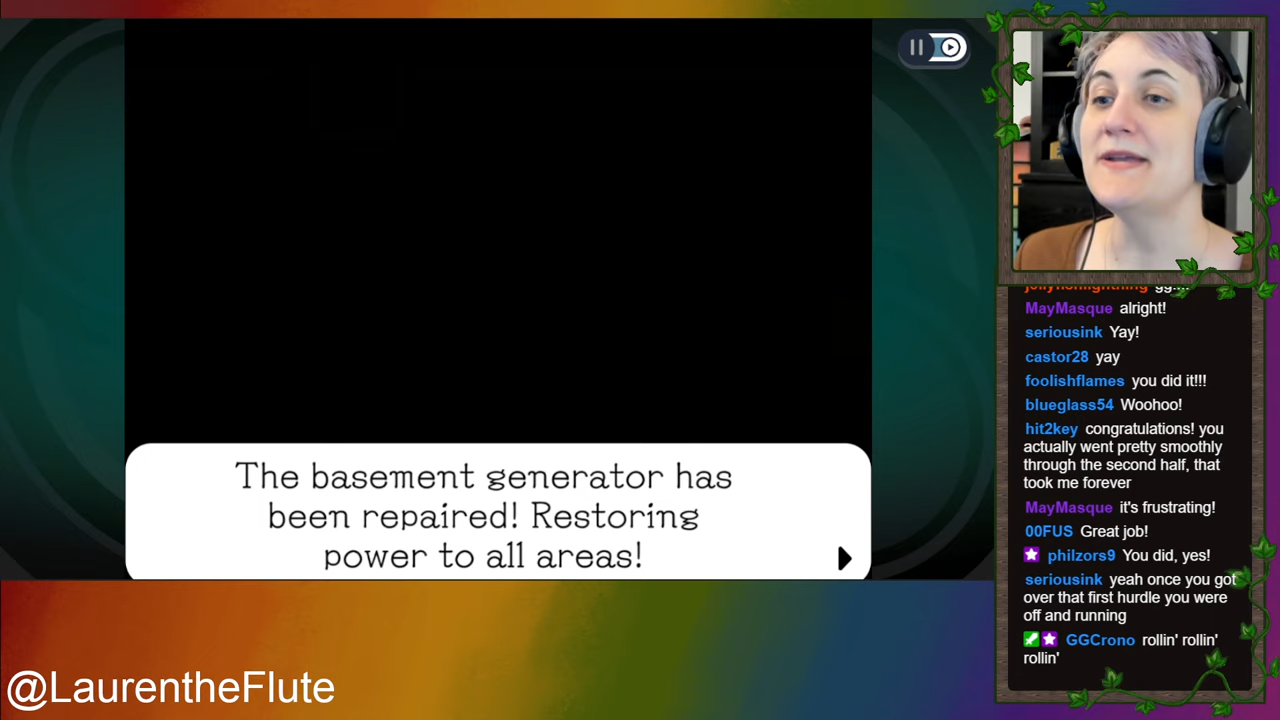 The basement generator has
been repaired! Restoring
power to all areas!
@LaurentheFlute
MayMasque alright!
seriousink Yay!
castor28 yay
foolishflames you did it!!!
blueglass54 Woohoo!
hit2key congratulations! you
actually went pretty smoothly
through the second half, that
took me forever
MayMasque it's frustrating!
00FUS Great job!
philzors9 You did, yes!
seriousink yeah once you got
over that first hurdle you were
off and running
GGCrono rollin' rollin'
rollin'